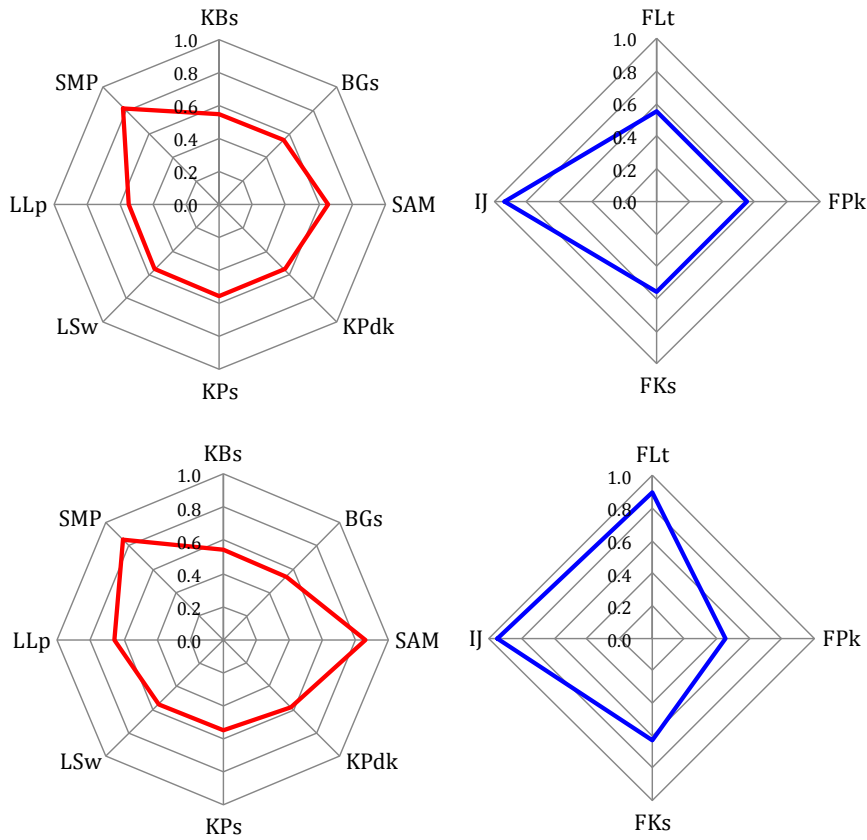 KBs
1.0
0.8
0.6
0.4
0.2
0.0
BGs
SAM
KPdk
KPs
LSw
LLp
SMP
FLt
1.0
0.8
0.6
0.4
0.2
0.0
FPk
FKs
IJ
KBs
1.0
0.8
0.6
0.4
0.2
0.0
BGs
SAM
KPdk
KPs
LSw
LLp
SMP
FLt
1.0
0.8
0.6
0.4
0.2
0.0
FPk
FKs
IJ